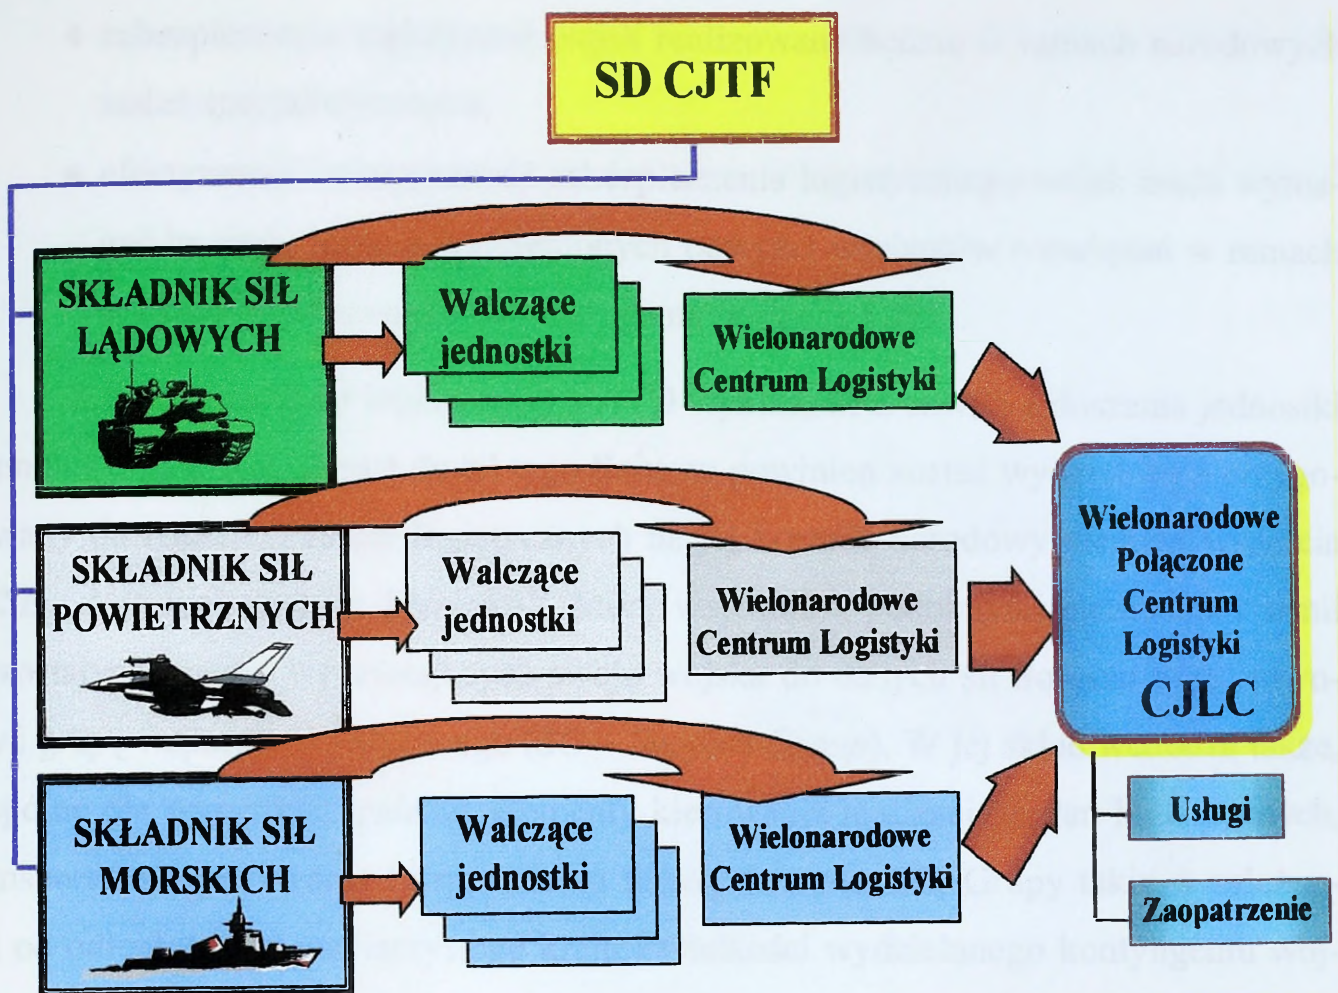 SD CJTF
SKŁADNIK SIŁ
LĄDOWYCH
Walczące
jednostki
Wielonarodowe
Centrum Logistyki
SKŁADNIK SIŁ
POWIETRZNYCH
Walczące
jednostki
Wielonarodowe
Centrum Logistyki
SKŁADNIK SIŁ
MORSKICH
Walczące
jednostki
Wielonarodowe
Centrum Logistyki
Wielonarodowe
Połączone
Centrum
Logistyki
CJLC
Usługi
Zaopatrzenie